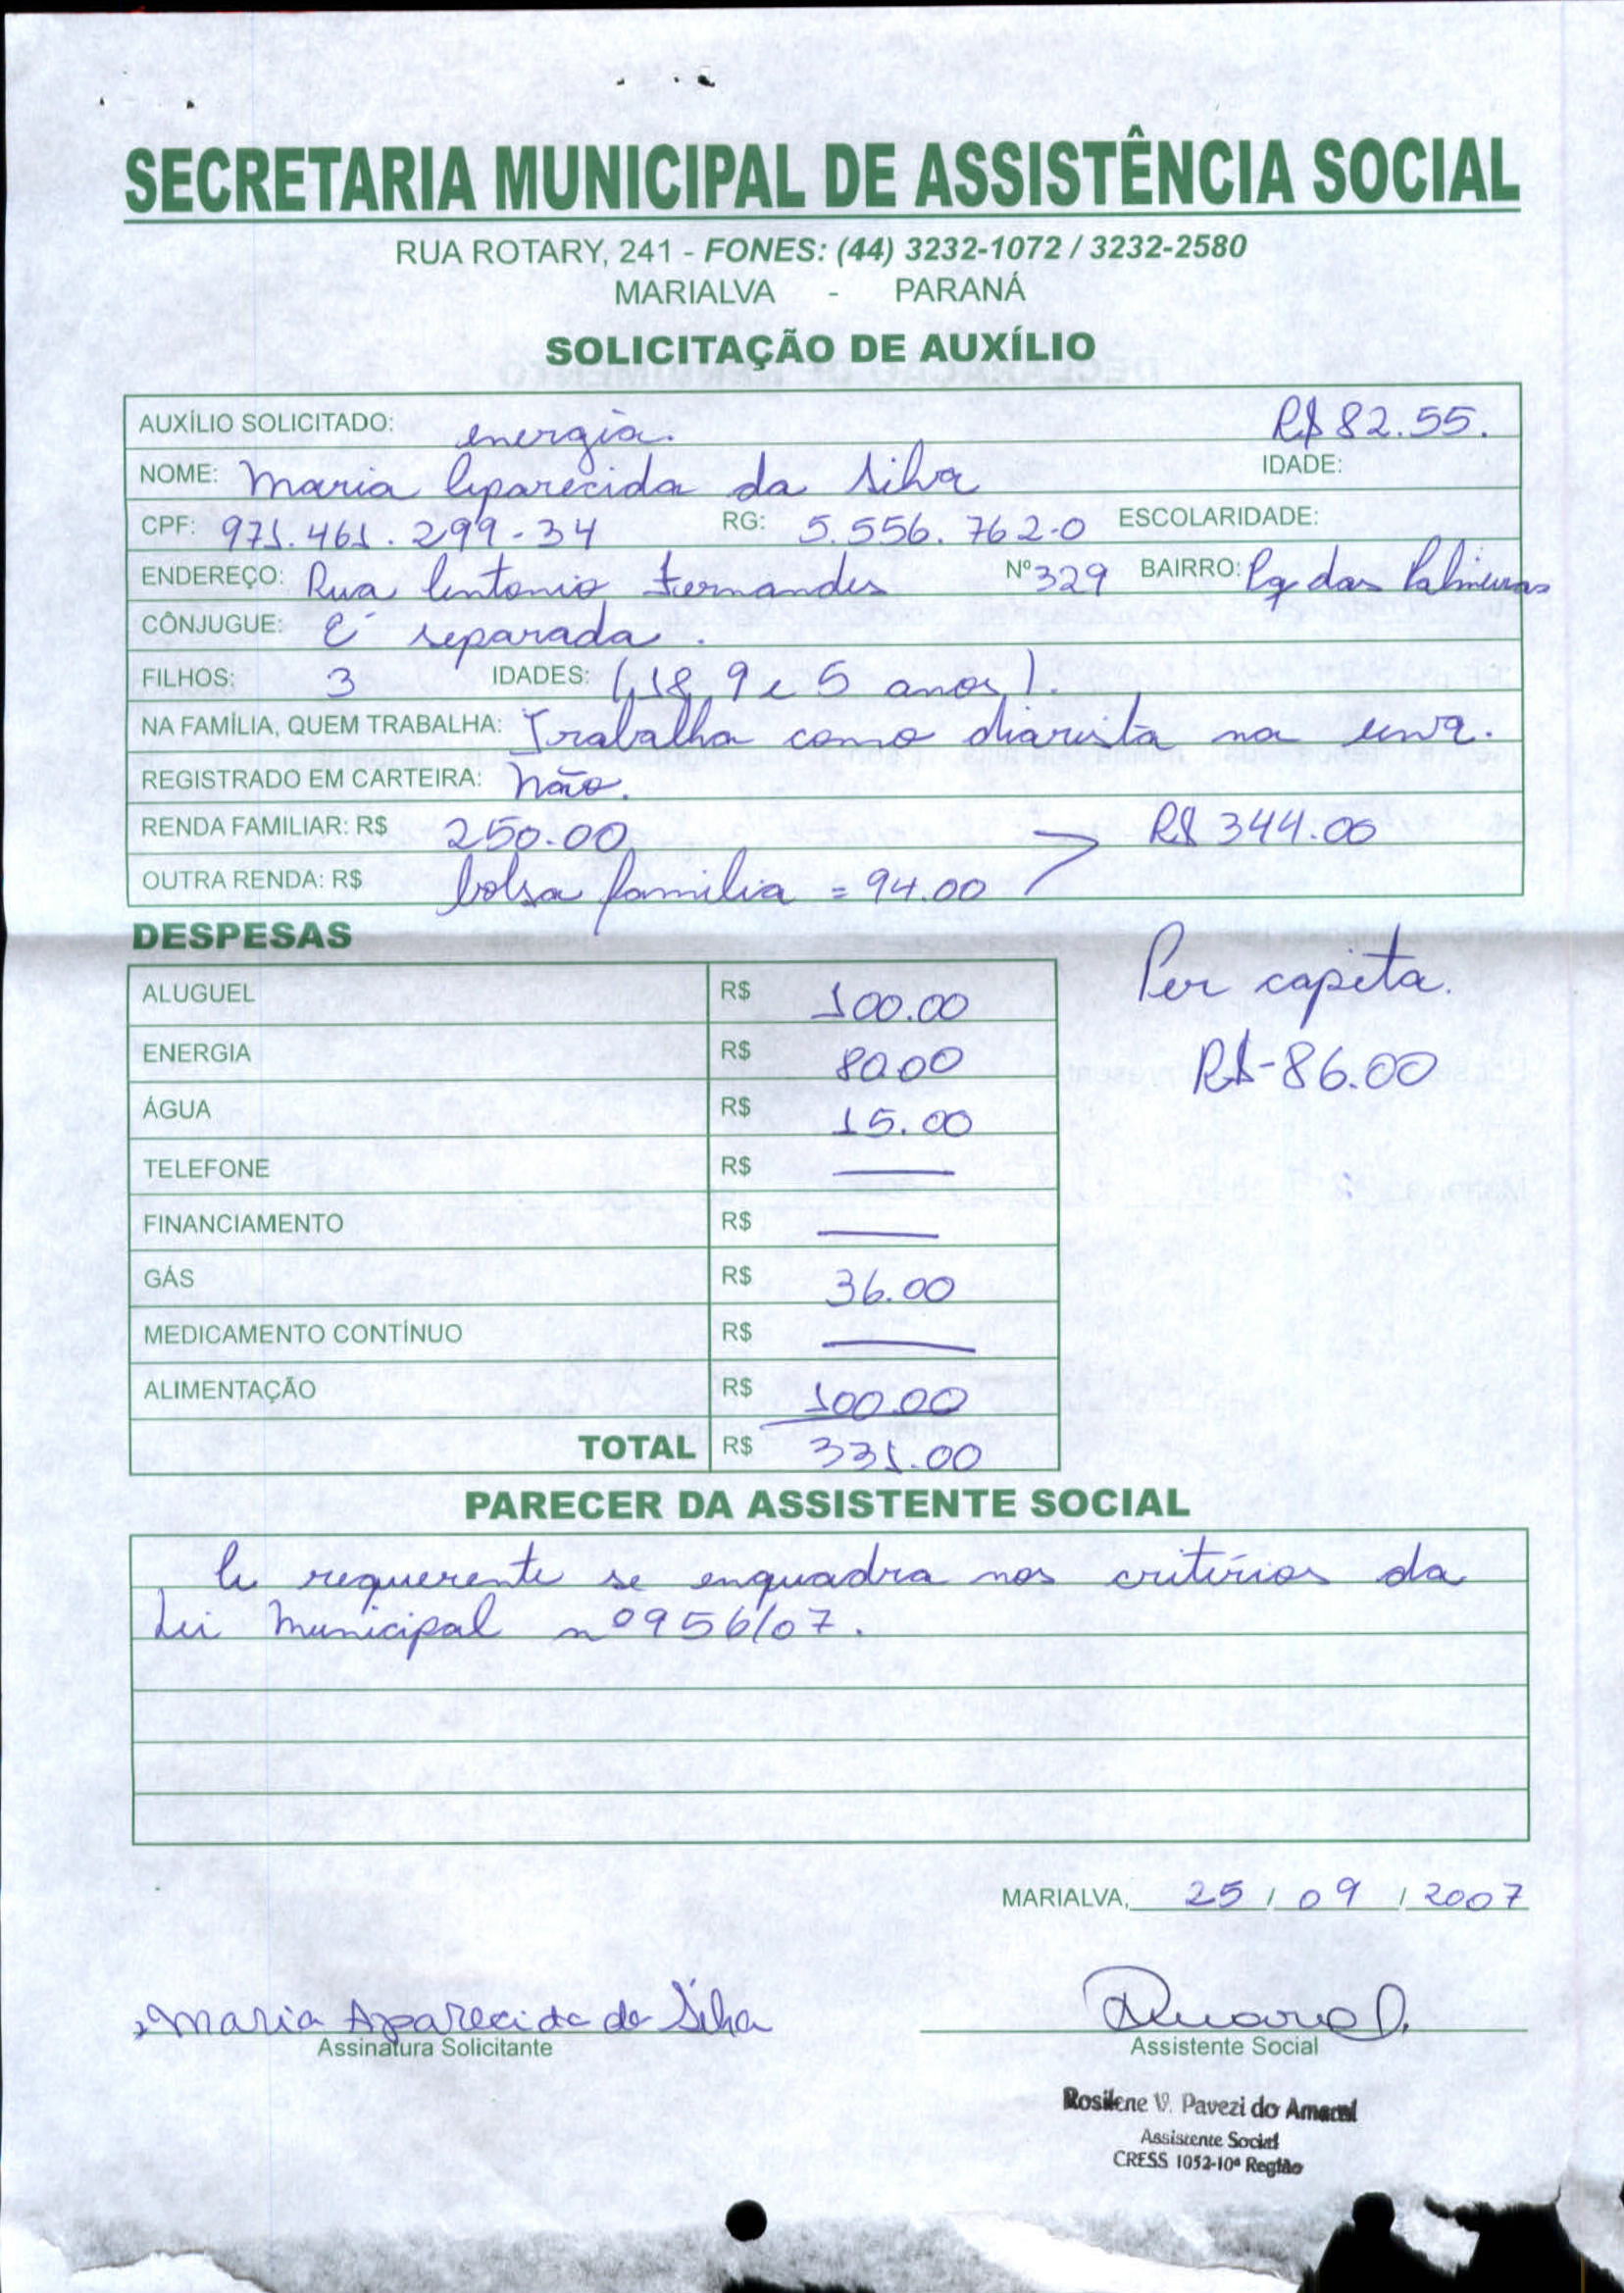 SECRETARIA MUNICIPAL DE ASSISTÊNCIA SOCIAL
RUA ROTARY, 241 - FONES: (44) 3232-1072 / 3232-2580
MARIALVA - PARANÁ
SOLICITAÇÃO DE AUXÍLIO
AUXÍLIO SOLICITADO: energia. R$ 82.55.
NOME: Maria Aparecida da Silva IDADE:
CPF: 971.461.299-34 RG: 5.556.762-0 ESCOLARIDADE:
ENDEREÇO: Rua Antonio Fernandes Nº 329 BAIRRO: Pq das Palmeiras
CÔNJUGUE: É separada.
FILHOS: 3 IDADES: (18, 9 e 5 anos).
NA FAMÍLIA, QUEM TRABALHA: Trabalha como diarista na uva.
REGISTRADO EM CARTEIRA: não.
RENDA FAMILIAR: R$ 250.00 R$ 344.00
OUTRA RENDA: R$ bolsa familia = 94.00
DESPESAS
Per capita.
R$-86.00
ALUGUEL R$ 100.00
ENERGIA R$ 80.00
ÁGUA R$ 15.00
TELEFONE R$ —
FINANCIAMENTO R$ —
GÁS R$ 36.00
MEDICAMENTO CONTÍNUO R$ —
ALIMENTAÇÃO R$ 100.00
TOTAL R$ 331.00
PARECER DA ASSISTENTE SOCIAL
A requerente se enquadra nos critérios da
Lei Municipal nº 956/07.
MARIALVA, 25 / 09 / 2007
Maria Aparecida da Silva
Assinatura Solicitante
Assistente Social
Rosilene V. Pavezi do Amaral
Assistente Social
CRESS 1052-10ª Região